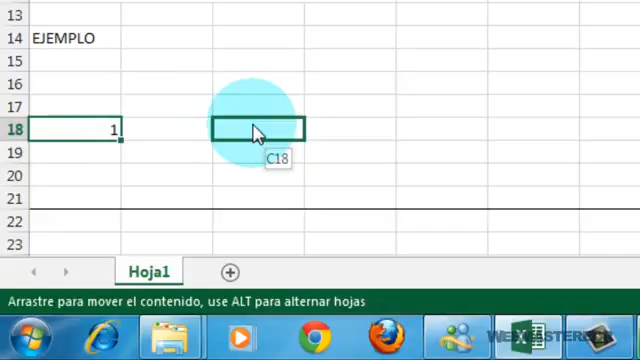 13
14 EJEMPLO
15
16
17
18 1
C18
19
20
21
22
23
Hoja1
Arrastre para mover el contenido, use ALT para alternar hojas